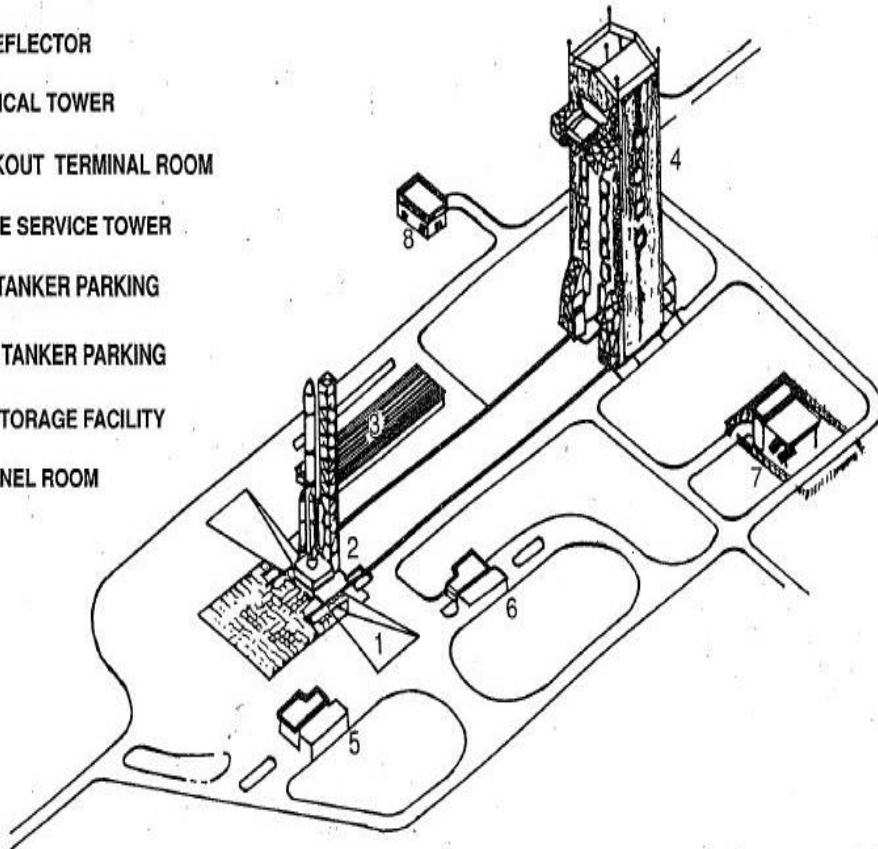 EFLECTOR
ICAL TOWER
KOUT TERMINAL ROOM
E SERVICE TOWER
TANKER PARKING
TANKER PARKING
TORAGE FACILITY
NEL ROOM
4
8
3
7
2
6
1
5